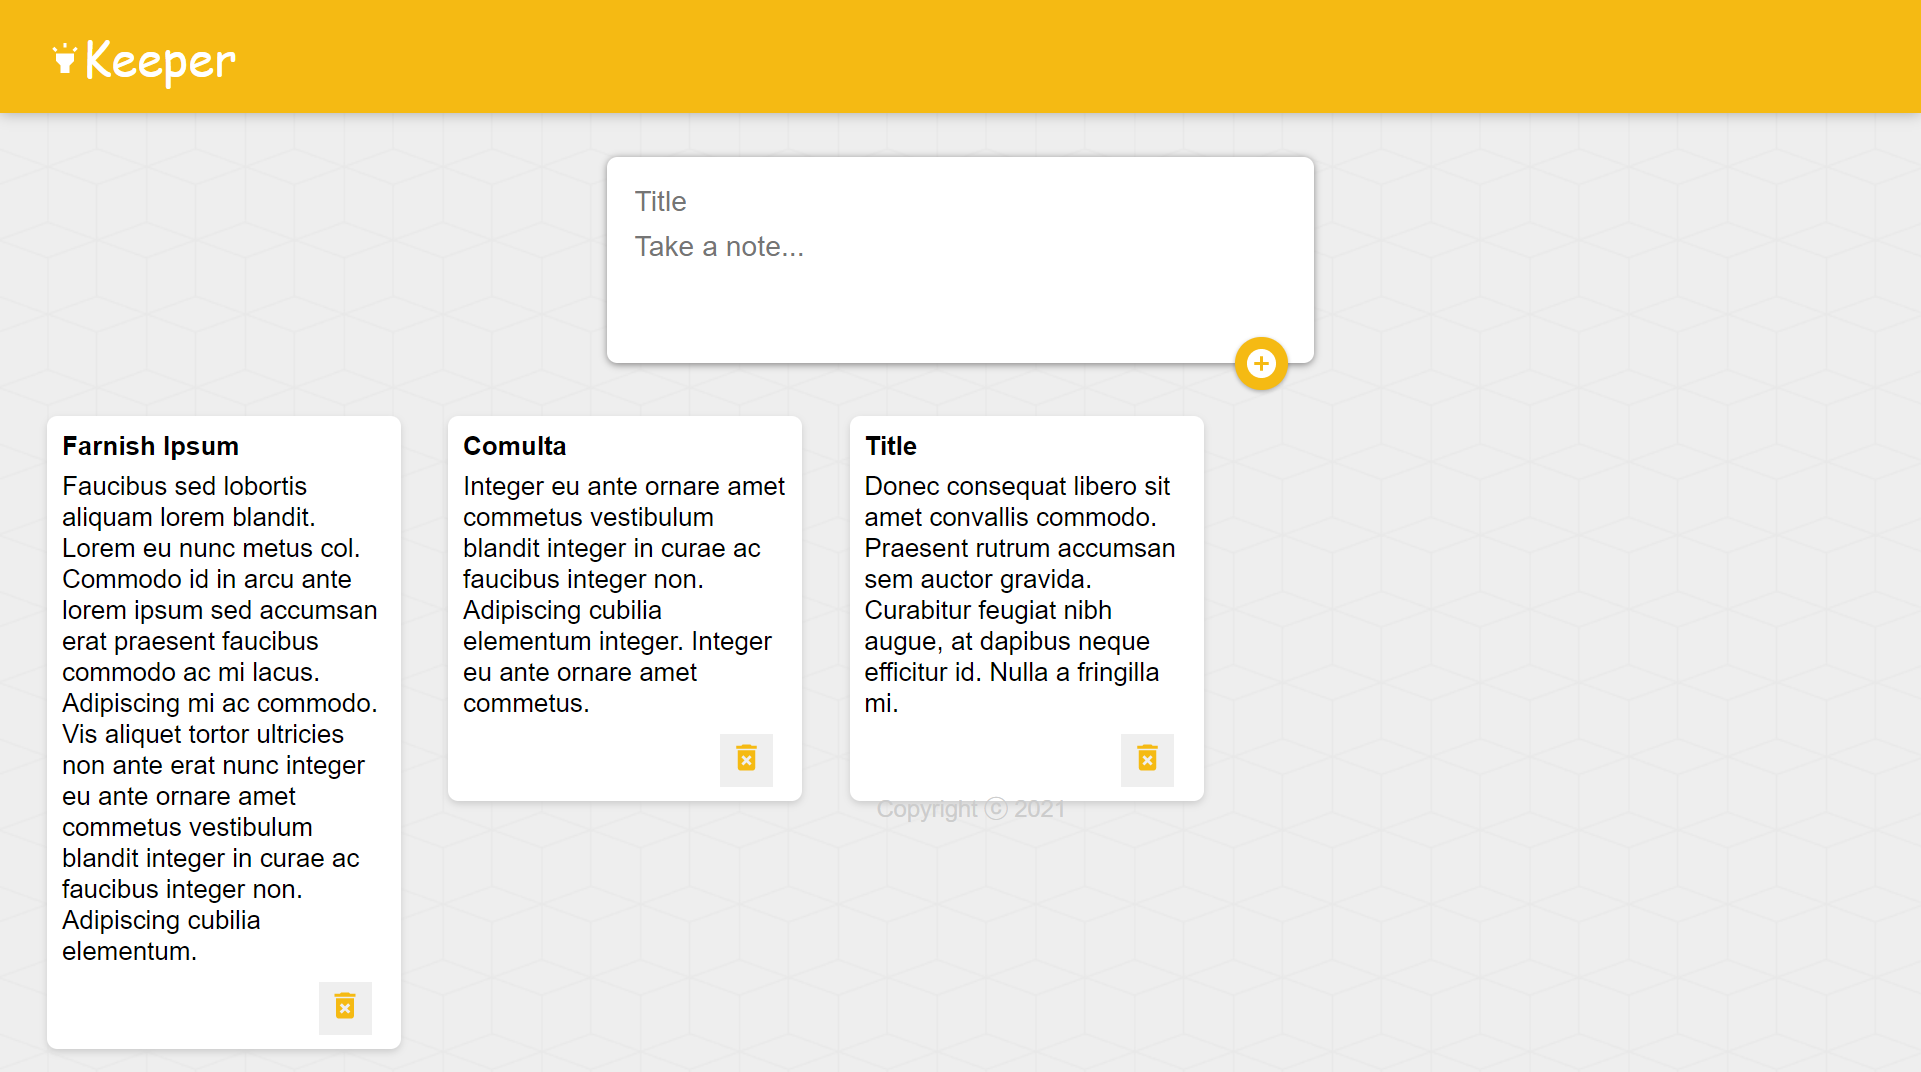 Keeper
Title
Take a note...
Farnish Ipsum
Faucibus sed lobortis
aliquam lorem blandit.
Lorem eu nunc metus col.
Commodo id in arcu ante
lorem ipsum sed accumsan
erat praesent faucibus
commodo ac mi lacus.
Adipiscing mi ac commodo.
Vis aliquet tortor ultricies
non ante erat nunc integer
eu ante ornare amet
commetus vestibulum
blandit integer in curae ac
faucibus integer non.
Adipiscing cubilia
elementum.
Comulta
Integer eu ante ornare amet
commetus vestibulum
blandit integer in curae ac
faucibus integer non.
Adipiscing cubilia
elementum integer. Integer
eu ante ornare amet
commetus.
Title
Donec consequat libero sit
amet convallis commodo.
Praesent rutrum accumsan
sem auctor gravida.
Curabitur feugiat nibh
augue, at dapibus neque
efficitur id. Nulla a fringilla
mi.
Copyright ⓒ 2021